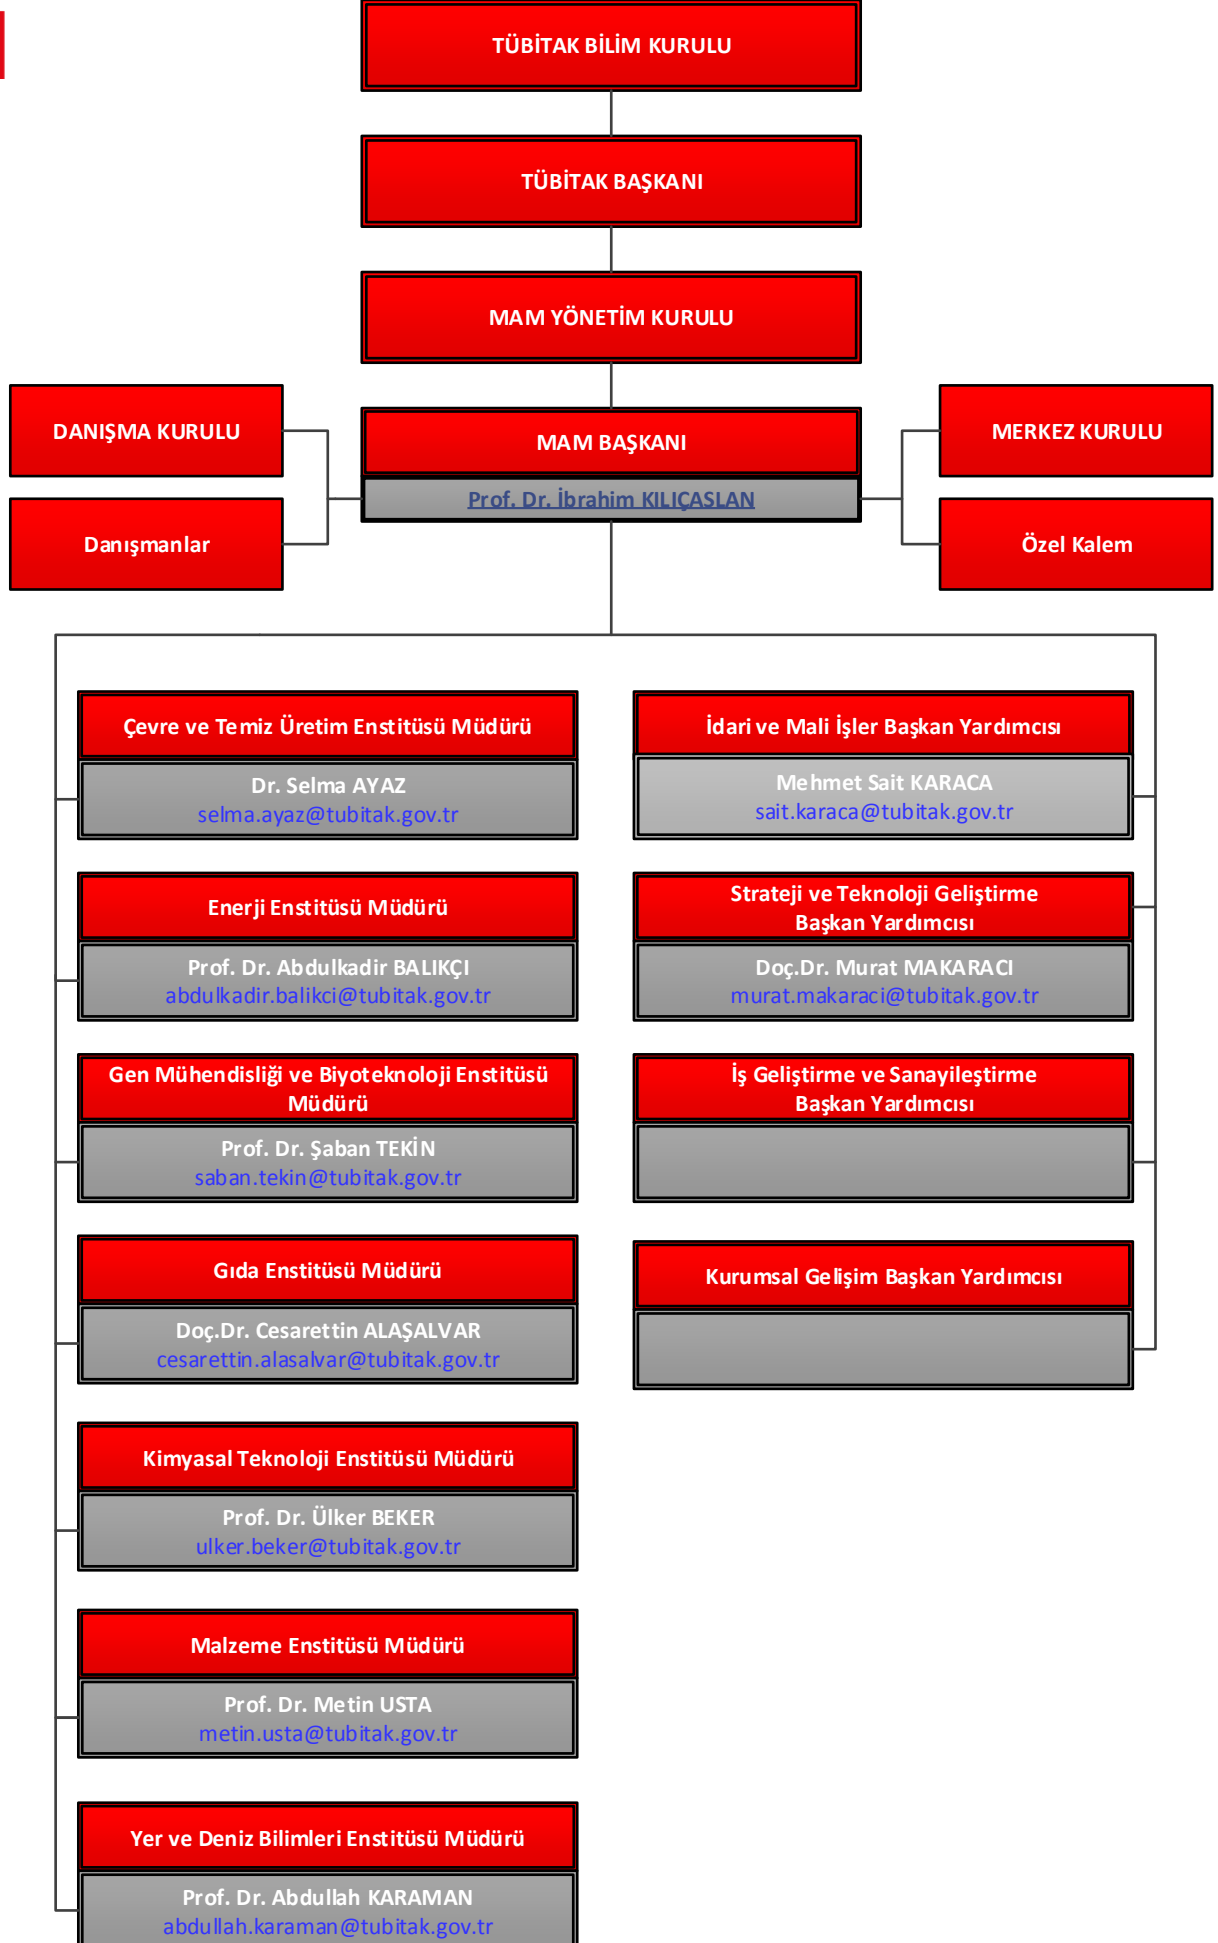 TÜBİTAK BİLİM KURULU
TÜBİTAK BAŞKANI
MAM YÖNETİM KURULU
DANIŞMA KURULU
MAM BAŞKANI
MERKEZ KURULU
Prof. Dr. İbrahim KILIÇASLAN
Danışmanlar
Özel Kalem
Çevre ve Temiz Üretim Enstitüsü Müdürü
Dr. Selma AYAZ
selma.ayaz@tubitak.gov.tr
Enerji Enstitüsü Müdürü
Prof. Dr. Abdulkadir BALIKÇI
abdulkadir.balikci@tubitak.gov.tr
Gen Mühendisliği ve Biyoteknoloji Enstitüsü
Müdürü
Prof. Dr. Şaban TEKİN
saban.tekin@tubitak.gov.tr
Gıda Enstitüsü Müdürü
Doç.Dr. Cesarettin ALAŞALVAR
cesarettin.alasalvar@tubitak.gov.tr
Kimyasal Teknoloji Enstitüsü Müdürü
Prof. Dr. Ülker BEKER
ulker.beker@tubitak.gov.tr
Malzeme Enstitüsü Müdürü
Prof. Dr. Metin USTA
metin.usta@tubitak.gov.tr
Yer ve Deniz Bilimleri Enstitüsü Müdürü
Prof. Dr. Abdullah KARAMAN
abdullah.karaman@tubitak.gov.tr
İdari ve Mali İşler Başkan Yardımcısı
Mehmet Sait KARACA
sait.karaca@tubitak.gov.tr
Strateji ve Teknoloji Geliştirme
Başkan Yardımcısı
Doç.Dr. Murat MAKARACI
murat.makaraci@tubitak.gov.tr
İş Geliştirme ve Sanayileştirme
Başkan Yardımcısı
Kurumsal Gelişim Başkan Yardımcısı